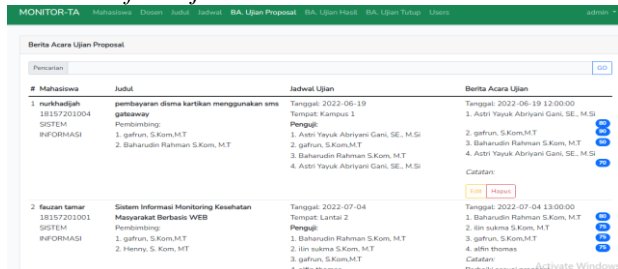 MONITOR-TA Mahasiswa Dosen Judul Jadwal BA. Ujian Proposal BA. Ujian Hasil BA. Ujian Tutup Users admin
Berita Acara Ujian Proposal
Pencarian GO
# Mahasiswa Judul Jadwal Ujian Berita Acara Ujian
1 nurkhadijah pembayaran disma kartikan menggunakan sms Tanggal: 2022-06-19 Tanggal: 2022-06-19 12:00:00
18157201004 gateaway Tempat: Kampus 1 1. Astri Yayuk Abriyani Gani, SE., M.Si
SISTEM Pembimbing: Penguji: 90
INFORMASI 1. gafrun, S.Kom,M.T 1. Astri Yayuk Abriyani Gani, SE., M.Si 2. gafrun, S.Kom,M.T 90
2. Baharudin Rahman S.Kom, M.T 2. gafrun, S.Kom,M.T 3. Baharudin Rahman S.Kom, M.T
3. Baharudin Rahman S.Kom, M.T 4. Astri Yayuk Abriyani Gani, SE., M.Si
4. Astri Yayuk Abriyani Gani, SE., M.Si 70
Catatan:
Edit Hapus
2 fauzan tamar Sistem Informasi Monitoring Kesehatan Tanggal: 2022-07-04 Tanggal: 2022-07-04 13:00:00
18157201001 Masyarakat Berbasis WEB Tempat: Lantai 2 1. Baharudin Rahman S.Kom, M.T 80
SISTEM Pembimbing: Penguji: 2. ilin sukma S.Kom, M.T 75
INFORMASI 1. gafrun, S.Kom,M.T 1. Baharudin Rahman S.Kom, M.T 3. gafrun, S.Kom,M.T 75
2. Henny, S. Kom, MT 2. ilin sukma S.Kom, M.T 4. alfin thomas 75
3. gafrun, S.Kom,M.T Catatan:
Activate Windows